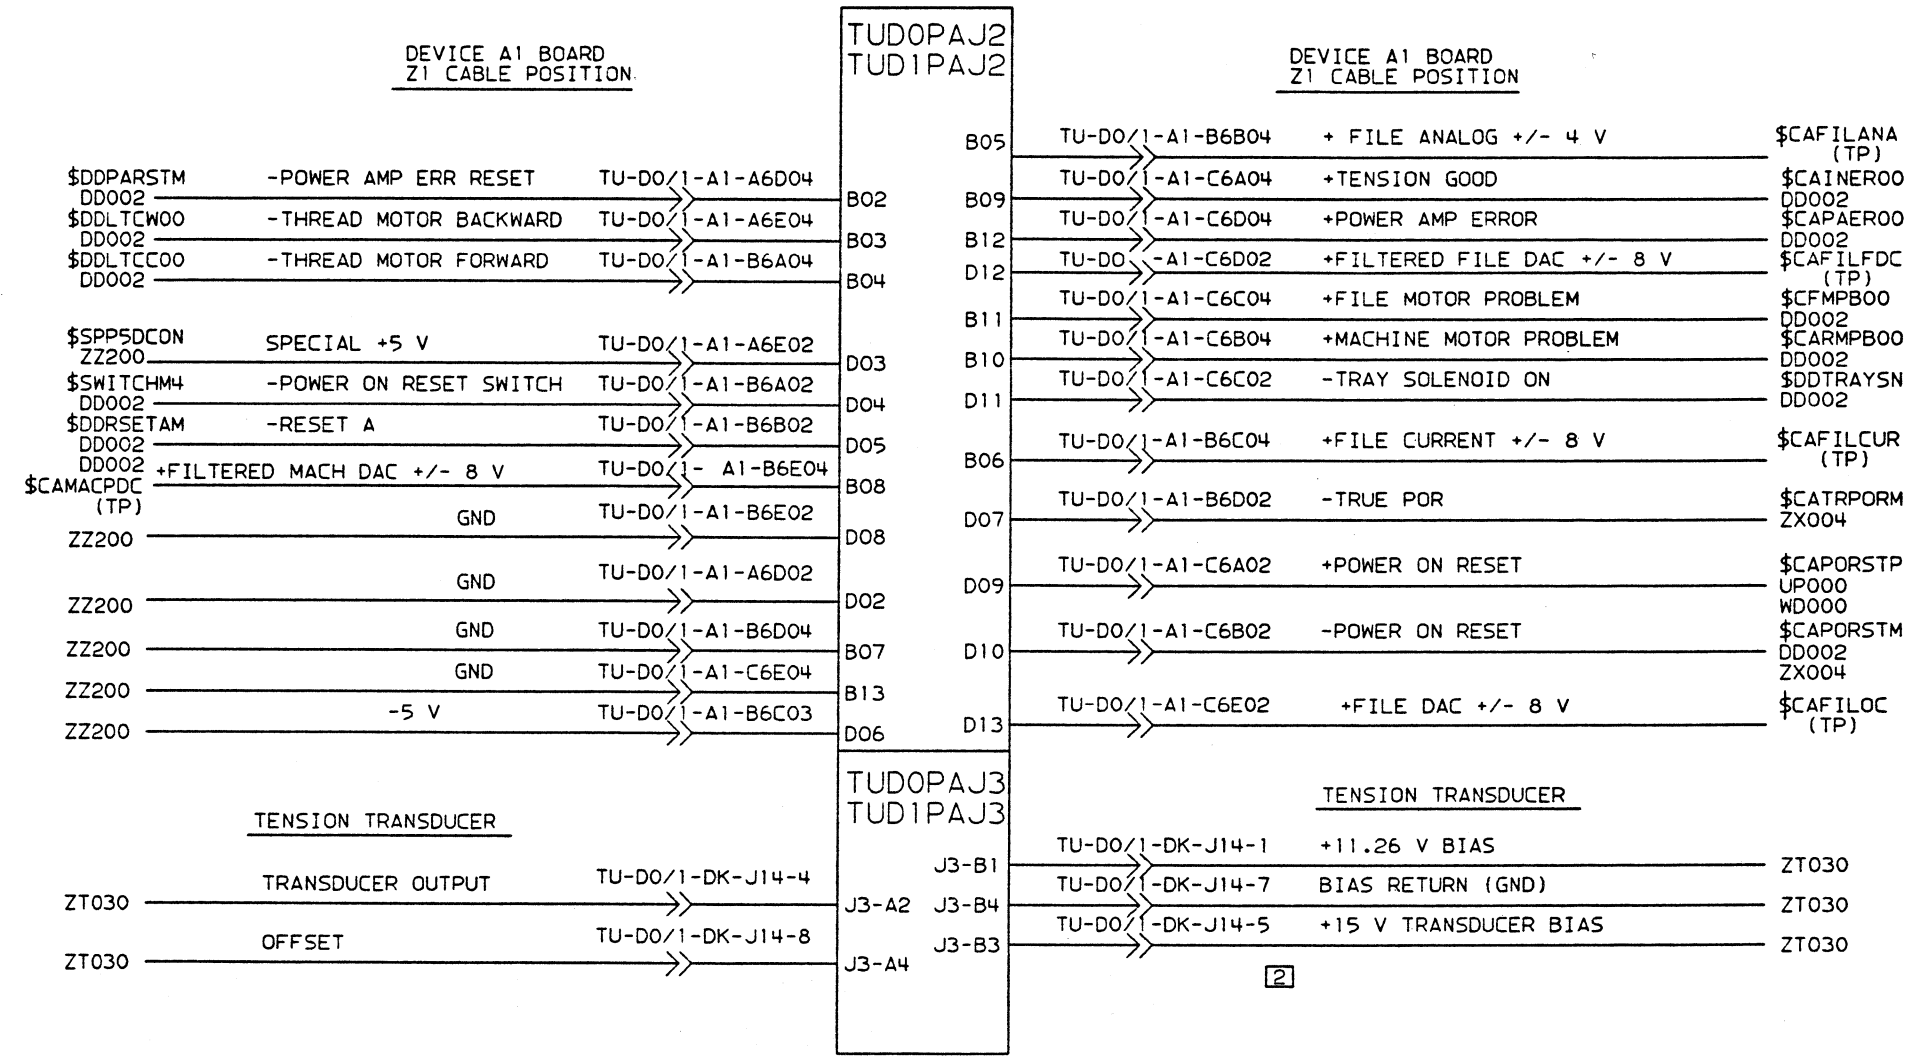 TUD0PAJ2
TUD1PAJ2
DEVICE A1 BOARD
Z1 CABLE POSITION
$DDPARSTM -POWER AMP ERR RESET TU-D0/1-A1-A6D04
DD002 B02
$DDLTCW00 -THREAD MOTOR BACKWARD TU-D0/1-A1-A6E04
DD002 B03
$DDLTCC00 -THREAD MOTOR FORWARD TU-D0/1-A1-B6A04
DD002 B04
$SPP5DCON SPECIAL +5 V TU-D0/1-A1-A6E02
ZZ200 D03
$SWITCHM4 -POWER ON RESET SWITCH TU-D0/1-A1-B6A02
DD002 D04
$DDRSETAM -RESET A TU-D0/1-A1-B6B02
DD002 D05
DD002 +FILTERED MACH DAC +/- 8 V TU-D0/1- A1-B6E04
$CAMACPDC B08
(TP)
GND TU-D0/1-A1-B6E02
ZZ200 D08
GND TU-D0/1-A1-A6D02
ZZ200 D02
GND TU-D0/1-A1-B6D04
ZZ200 B07
GND TU-D0/1-A1-C6E04
ZZ200 B13
-5 V TU-D0/1-A1-B6C03
ZZ200 D06
DEVICE A1 BOARD
Z1 CABLE POSITION
TU-D0/1-A1-B6B04 + FILE ANALOG +/- 4 V $CAFILANA
B05 (TP)
TU-D0/1-A1-C6A04 +TENSION GOOD $CAINER00
B09 DD002
TU-D0/1-A1-C6D04 +POWER AMP ERROR $CAPAER00
B12 DD002
TU-D0/1-A1-C6D02 +FILTERED FILE DAC +/- 8 V $CAFILFDC
D12 (TP)
TU-D0/1-A1-C6C04 +FILE MOTOR PROBLEM $CFMPB00
B11 DD002
TU-D0/1-A1-C6B04 +MACHINE MOTOR PROBLEM $CARMPB00
B10 DD002
TU-D0/1-A1-C6C02 -TRAY SOLENOID ON $DDTRAYSN
D11 DD002
TU-D0/1-A1-B6C04 +FILE CURRENT +/- 8 V $CAFILCUR
B06 (TP)
TU-D0/1-A1-B6D02 -TRUE POR $CATRPORM
D07 ZX004
TU-D0/1-A1-C6A02 +POWER ON RESET $CAPORSTP
D09 UP000
WD000
TU-D0/1-A1-C6B02 -POWER ON RESET $CAPORSTM
D10 DD002
ZX004
TU-D0/1-A1-C6E02 +FILE DAC +/- 8 V $CAFILOC
D13 (TP)
TUD0PAJ3
TUD1PAJ3
TENSION TRANSDUCER
TRANSDUCER OUTPUT TU-D0/1-DK-J14-4
ZT030 J3-A2
OFFSET TU-D0/1-DK-J14-8
ZT030 J3-A4
TENSION TRANSDUCER
TU-D0/1-DK-J14-1 +11.26 V BIAS
J3-B1 ZT030
TU-D0/1-DK-J14-7 BIAS RETURN (GND)
J3-B4 ZT030
TU-D0/1-DK-J14-5 +15 V TRANSDUCER BIAS
J3-B3 ZT030
2